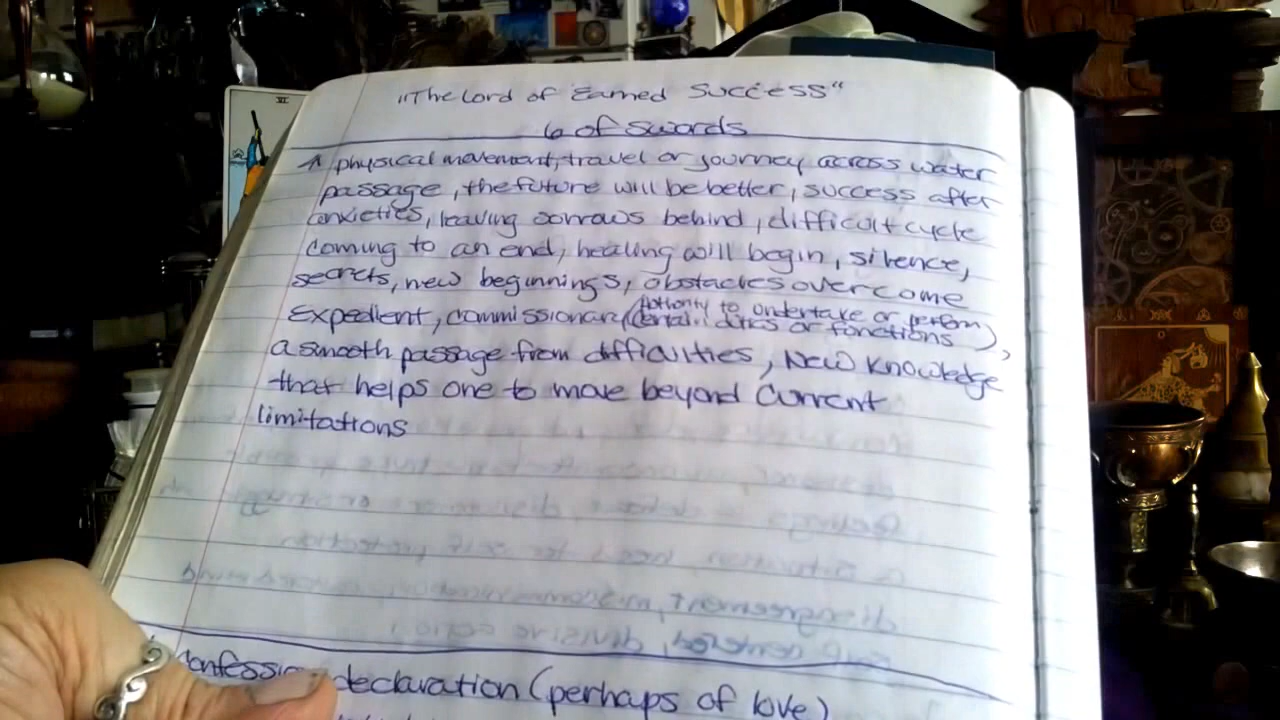 VI
"The Lord of Earned Success"
6 of swords
A physical movement, travel or journey across water
passage, the future will be better, success after
anxieties, leaving sorrows behind, difficult cycle
coming to an end, healing will begin, silence,
secrets, new beginnings, obstacles overcome
Expedient, commissionary (Authority to undertake or perform
certain duties or functions),
a smooth passage from difficulties, New Knowledge
that helps one to move beyond current
limitations
confession, declaration (perhaps of love)